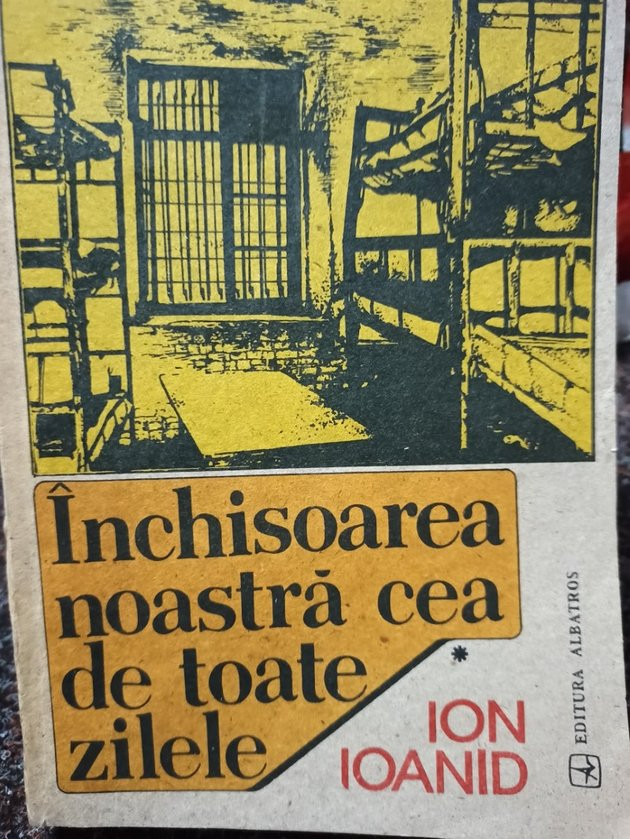 Închisoarea
noastră cea
de toate
zilele
*
ION
IOANID
EDITURA ALBATROS